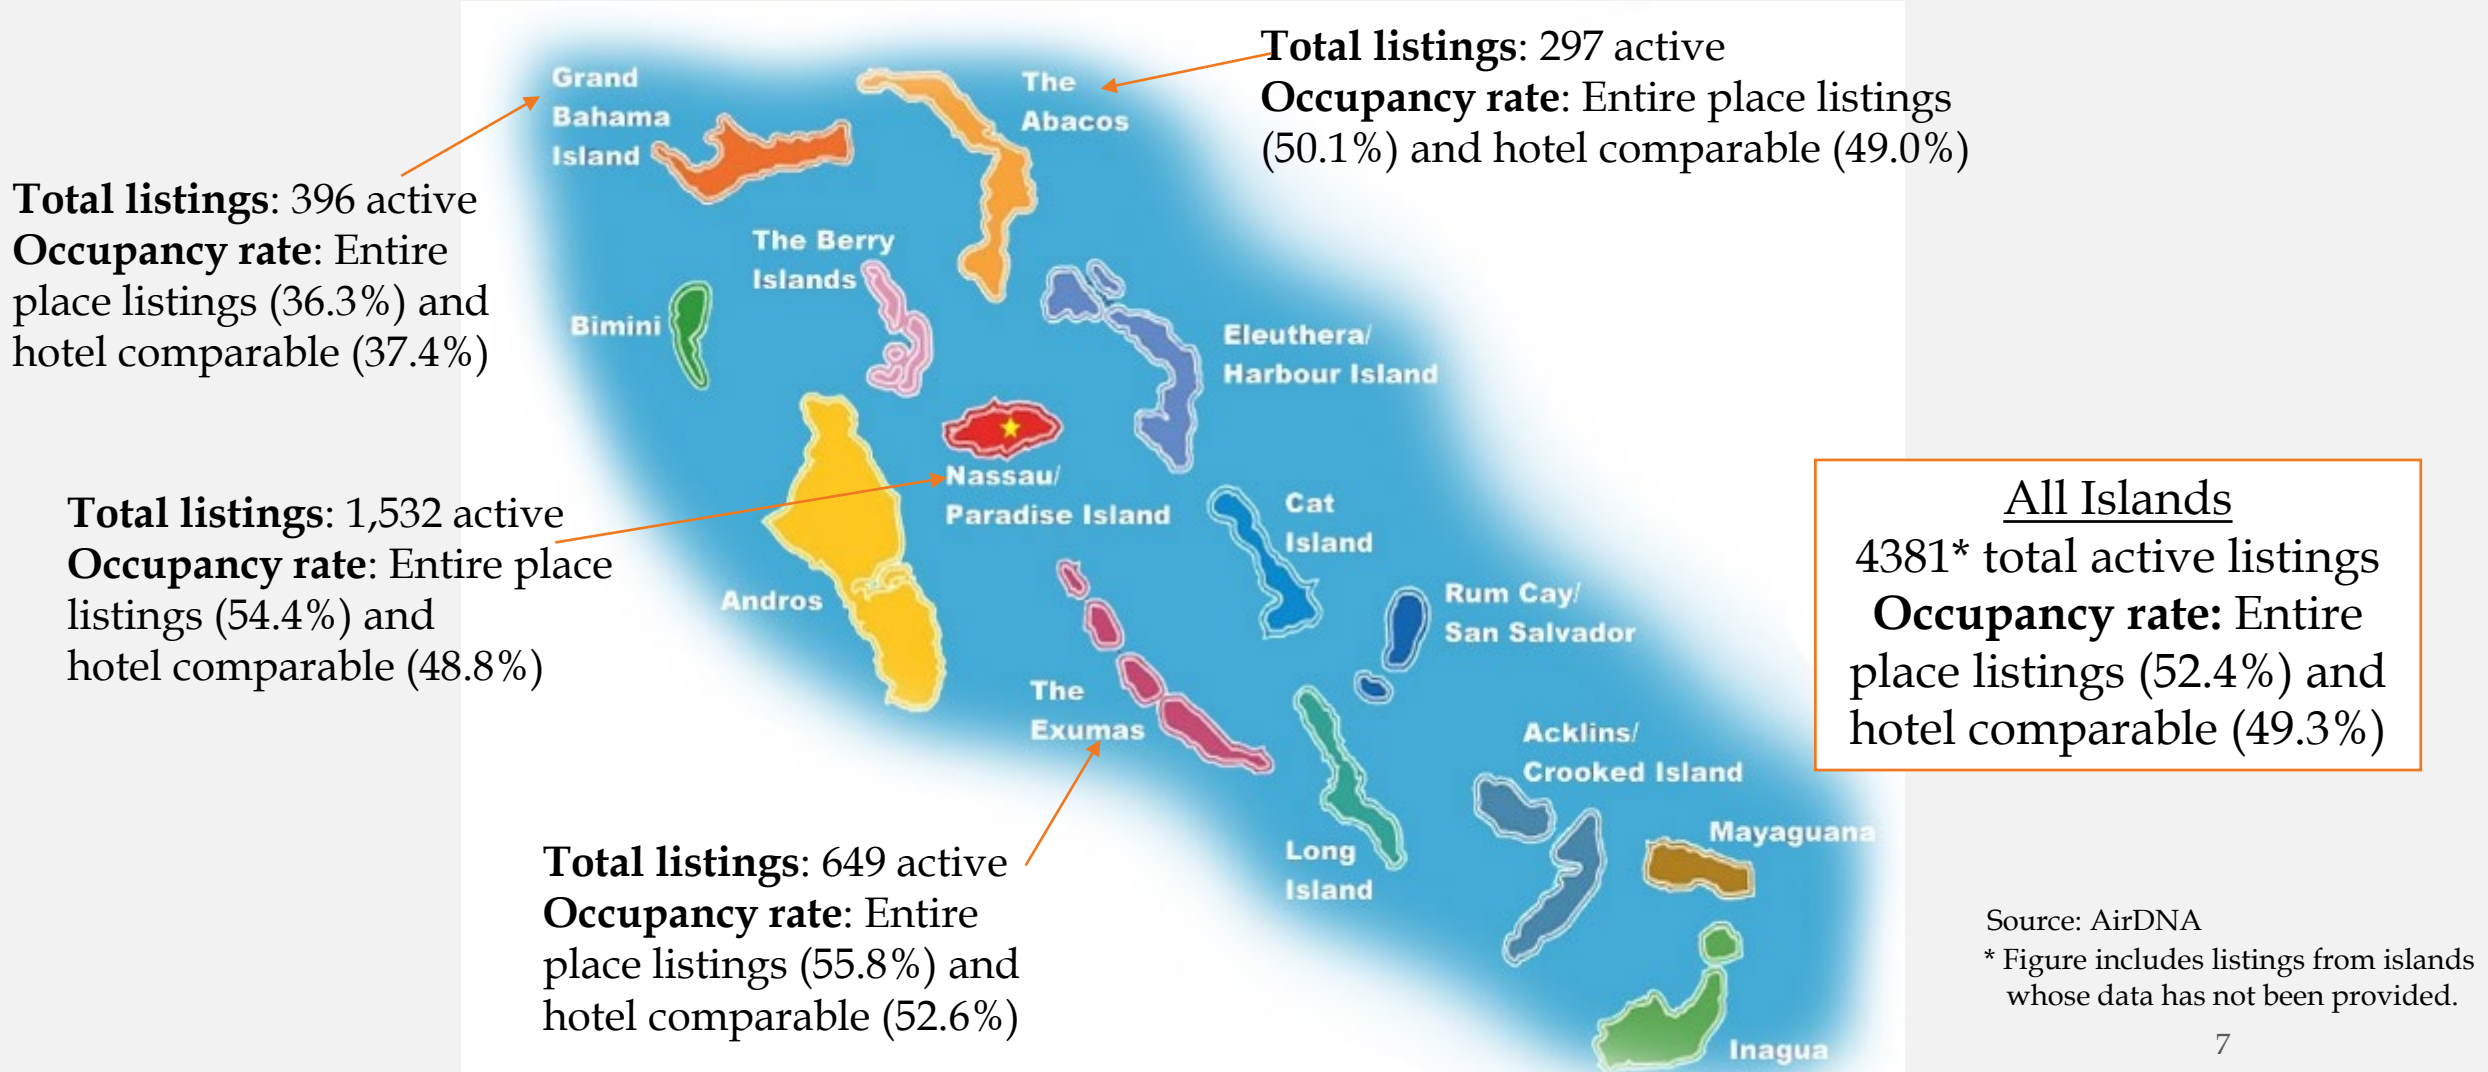 Total listings: 297 active
Occupancy rate: Entire place listings
(50.1%) and hotel comparable (49.0%)
Grand
Bahama
Island
The
Abacos
Total listings: 396 active
Occupancy rate: Entire
place listings (36.3%) and
hotel comparable (37.4%)
The Berry
Islands
Bimini
Eleuthera/
Harbour Island
Nassau/
Paradise Island
Total listings: 1,532 active
Occupancy rate: Entire place
listings (54.4%) and
hotel comparable (48.8%)
Cat
Island
Andros
Rum Cay/
San Salvador
All Islands
4381* total active listings
Occupancy rate: Entire
place listings (52.4%) and
hotel comparable (49.3%)
The
Exumas
Acklins/
Crooked Island
Mayaguana
Long
Island
Total listings: 649 active
Occupancy rate: Entire
place listings (55.8%) and
hotel comparable (52.6%)
Inagua
Source: AirDNA
* Figure includes listings from islands
whose data has not been provided.
7